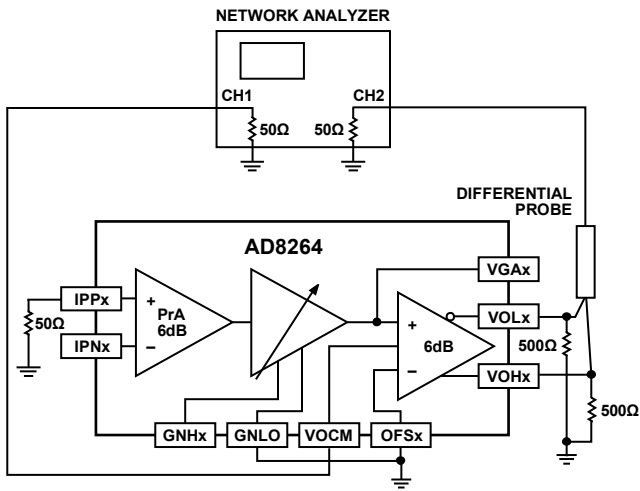 NETWORK ANALYZER
CH1
CH2
50Ω
50Ω
DIFFERENTIAL
PROBE
AD8264
VGAx
IPPx
+
PrA
6dB
−
50Ω
IPNx
+
6dB
−
VOLx
500Ω
VOHx
500Ω
GNHx
GNLO
VOCM
OFSx